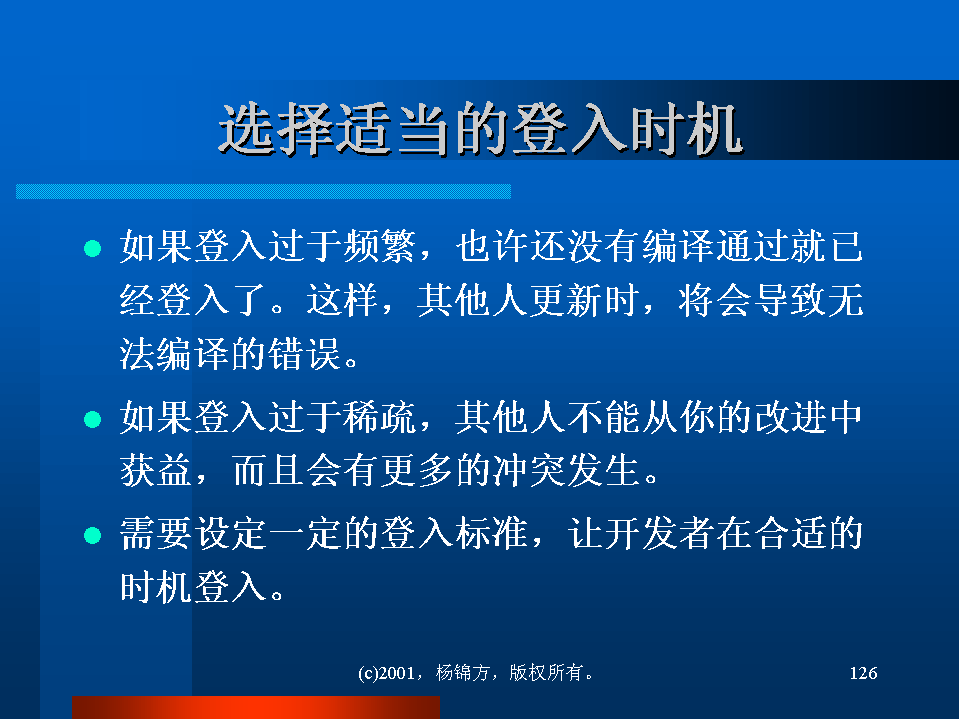 选择适当的登入时机
如果登入过于频繁，也许还没有编译通过就已
经登入了。这样，其他人更新时，将会导致无
法编译的错误。
如果登入过于稀疏，其他人不能从你的改进中
获益，而且会有更多的冲突发生。
需要设定一定的登入标准，让开发者在合适的
时机登入。
(c)2001，杨锦方，版权所有。
126